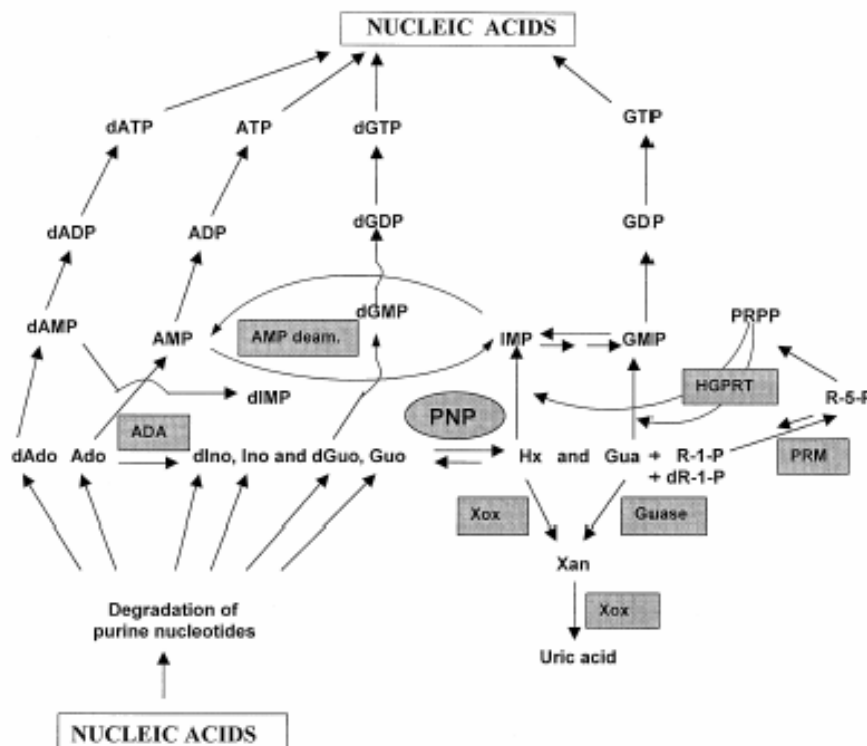 NUCLEIC ACIDS
dATP ATP dGTP GTP
dADP ADP dGDP GDP
dAMP AMP AMP deam. dGMP IMP GMP PRPP
HGPRT
dIMP R-5-P
ADA PNP
dAdo Ado dIno, Ino and dGuo, Guo Hx and Gua + R-1-P PRM
+ dR-1-P
Xox Guase
Xan
Degradation of
purine nucleotides
Xox
Uric acid
NUCLEIC ACIDS